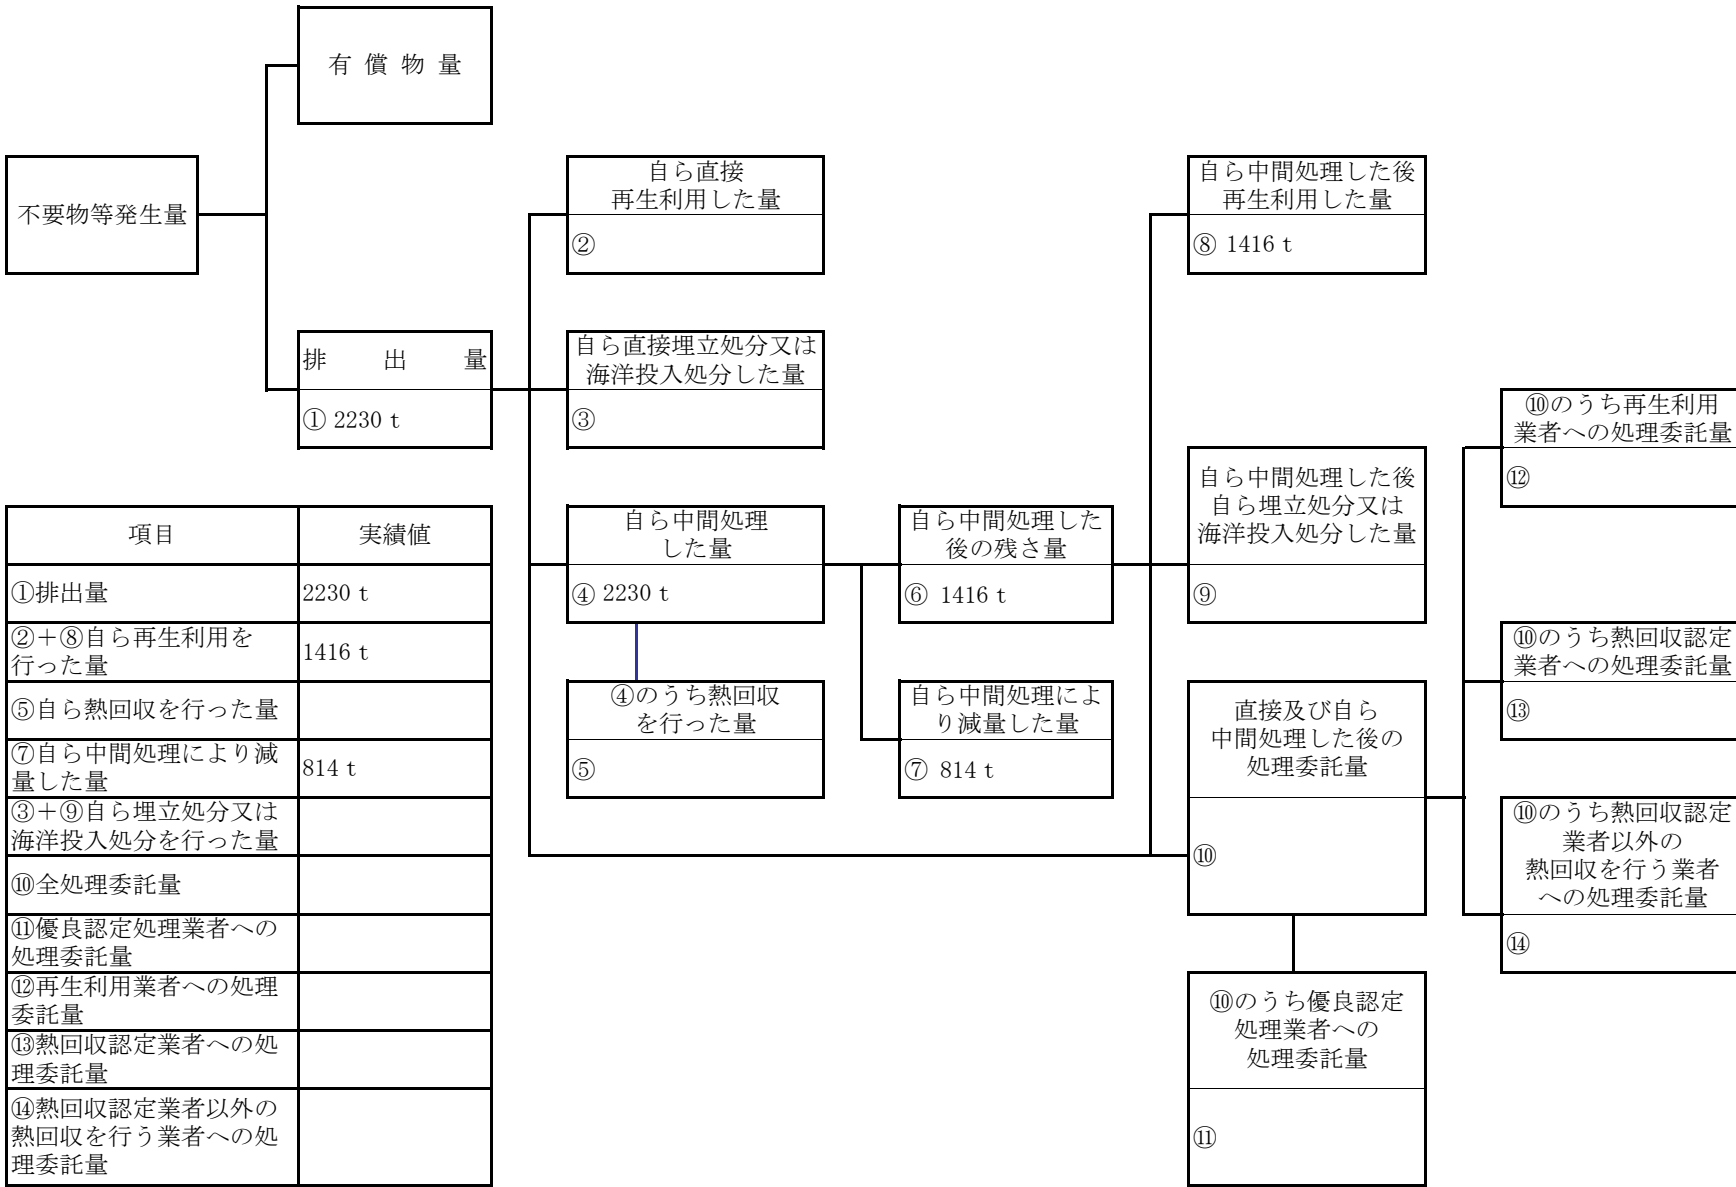 有 償 物 量
不要物等発生量
自ら直接
再生利用した量
②
自ら中間処理した後
再生利用した量
⑧ 1416 t
排 出 量
① 2230 t
自ら直接埋立処分又は
海洋投入処分した量
③
⑩のうち再生利用
業者への処理委託量
⑫
自ら中間処理した後
自ら埋立処分又は
海洋投入処分した量
⑨
自ら中間処理
した量
④ 2230 t
自ら中間処理した
後の残さ量
⑥ 1416 t
⑩のうち熱回収認定
業者への処理委託量
⑬
④のうち熱回収
を行った量
⑤
自ら中間処理によ
り減量した量
⑦ 814 t
直接及び自ら
中間処理した後の
処理委託量
⑩
⑩のうち熱回収認定
業者以外の
熱回収を行う業者
への処理委託量
⑭
⑩のうち優良認定
処理業者への
処理委託量
⑪
項目 実績値
①排出量 2230 t
②＋⑧自ら再生利用を
行った量 1416 t
⑤自ら熱回収を行った量
⑦自ら中間処理により減
量した量 814 t
③＋⑨自ら埋立処分又は
海洋投入処分を行った量
⑩全処理委託量
⑪優良認定処理業者への
処理委託量
⑫再生利用業者への処理
委託量
⑬熱回収認定業者への処
理委託量
⑭熱回収認定業者以外の
熱回収を行う業者への処
理委託量